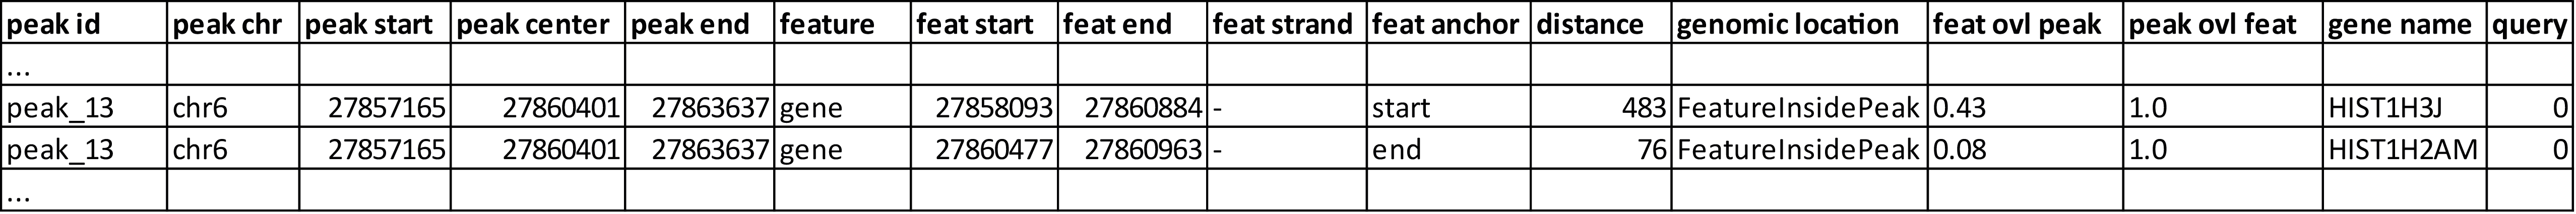 peak id peak chr peak start peak center peak end feature feat start feat end feat strand feat anchor distance genomic location feat ovl peak peak ovl feat gene name query
...
peak_13 chr6 27857165 27860401 27863637 gene 27858093 27860884 - start 483 FeatureInsidePeak 0.43 1.0 HIST1H3J 0
peak_13 chr6 27857165 27860401 27863637 gene 27860477 27860963 - end 76 FeatureInsidePeak 0.08 1.0 HIST1H2AM 0
...